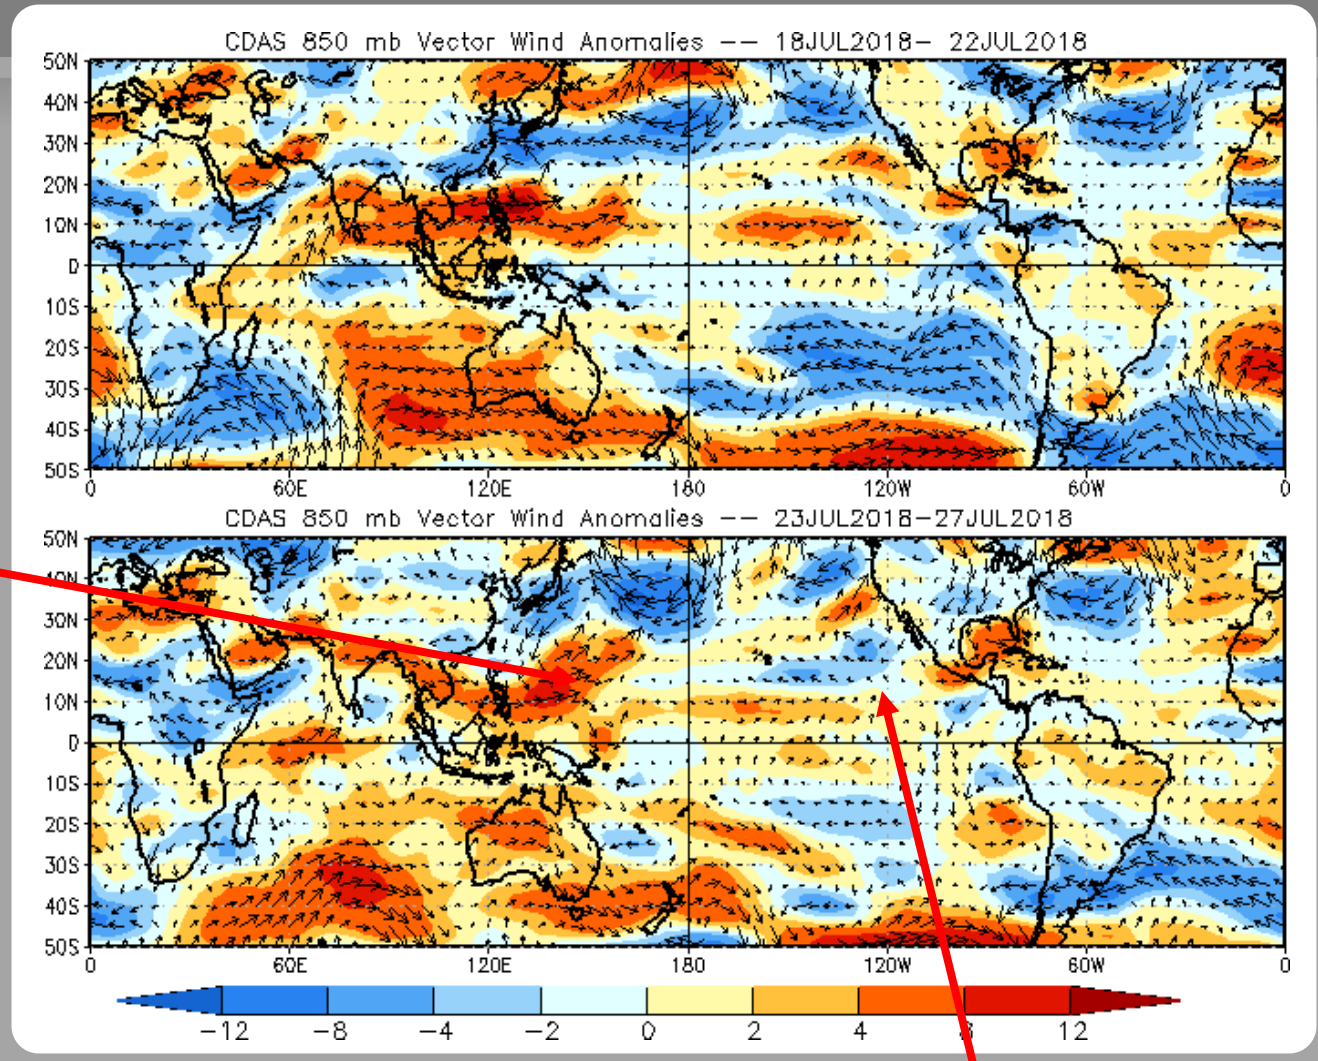 CDAS 850 mb Vector Wind Anomalies -- 18JUL2018- 22JUL2018
50N
40N
30N
20N
10N
0
10S
20S
30S
40S
50S
0 60E 120E 180 120W 60W 0
CDAS 850 mb Vector Wind Anomalies -- 23JUL2018-27JUL2018
50N
40N
30N
20N
10N
0
10S
20S
30S
40S
50S
0 60E 120E 180 120W 60W 0
-12 -8 -4 -2 0 2 4 8 12